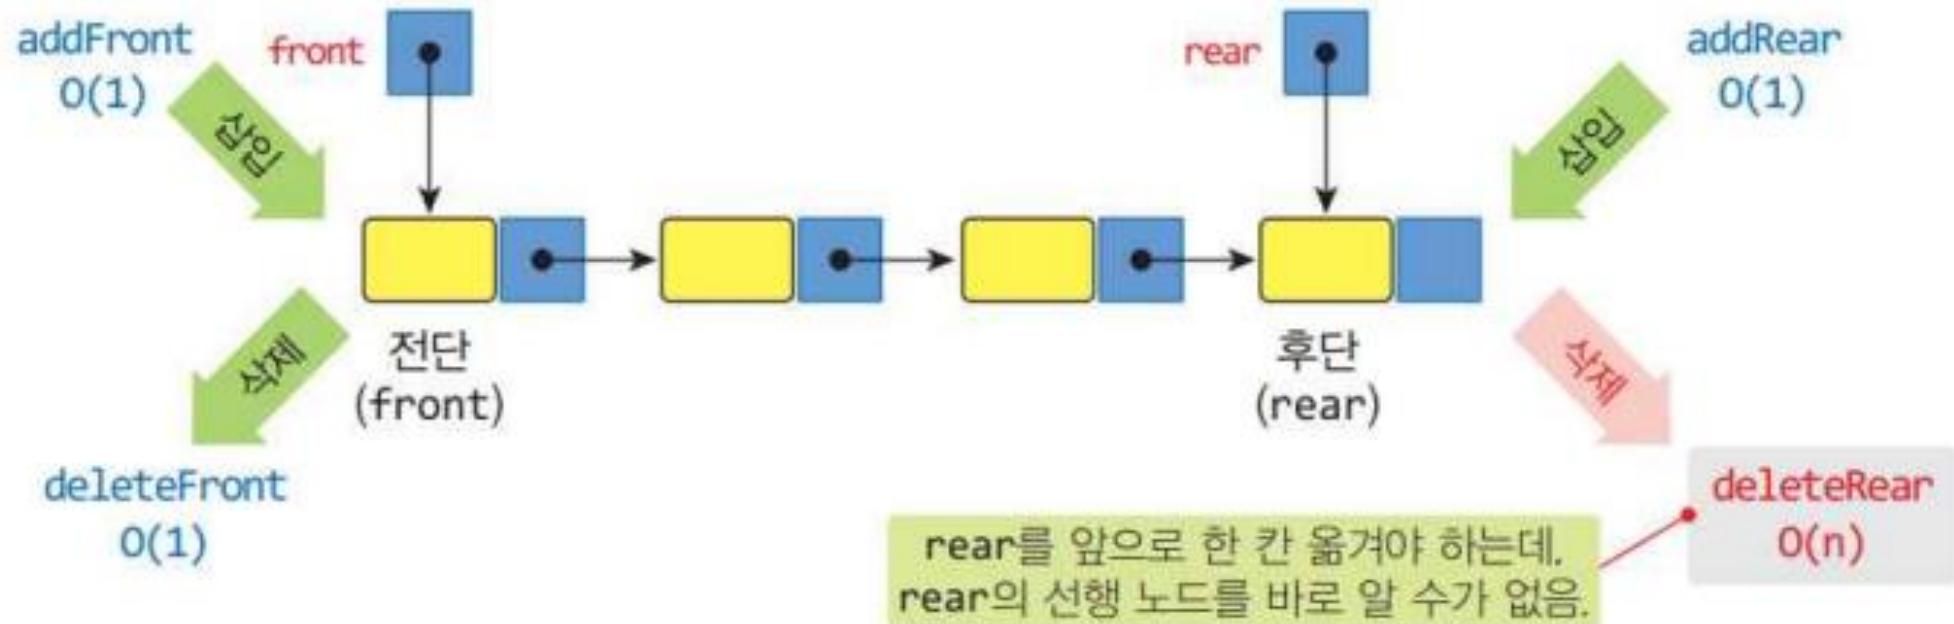 addFront
O(1)
front
rear
addRear
O(1)
삽입
삽입
삭제
전단
(front)
후단
(rear)
삭제
deleteFront
O(1)
deleteRear
O(n)
rear를 앞으로 한 칸 옮겨야 하는데,
rear의 선행 노드를 바로 알 수가 없음.